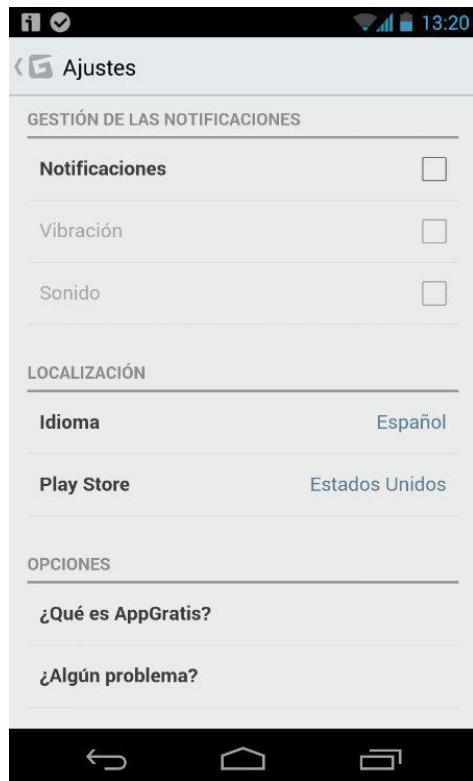 13:20
Ajustes
GESTIÓN DE LAS NOTIFICACIONES
Notificaciones
Vibración
Sonido
LOCALIZACIÓN
Idioma Español
Play Store Estados Unidos
OPCIONES
¿Qué es AppGratis?
¿Algún problema?